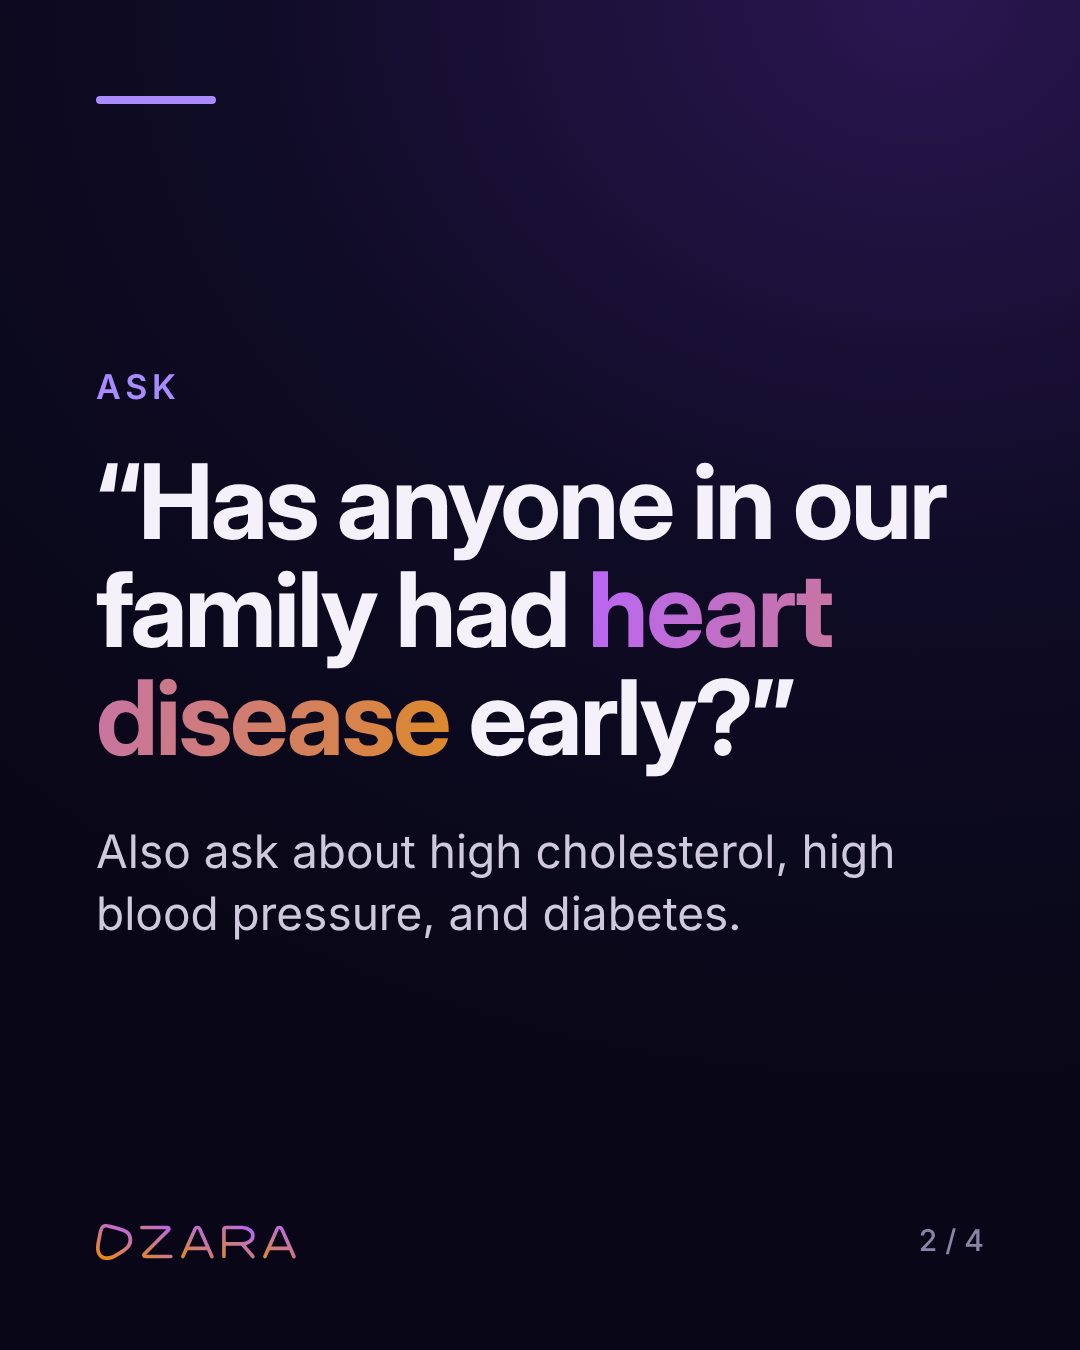 ASK
“Has anyone in our
family had heart
disease early?”
Also ask about high cholesterol, high
blood pressure, and diabetes.
DZARA
2 / 4